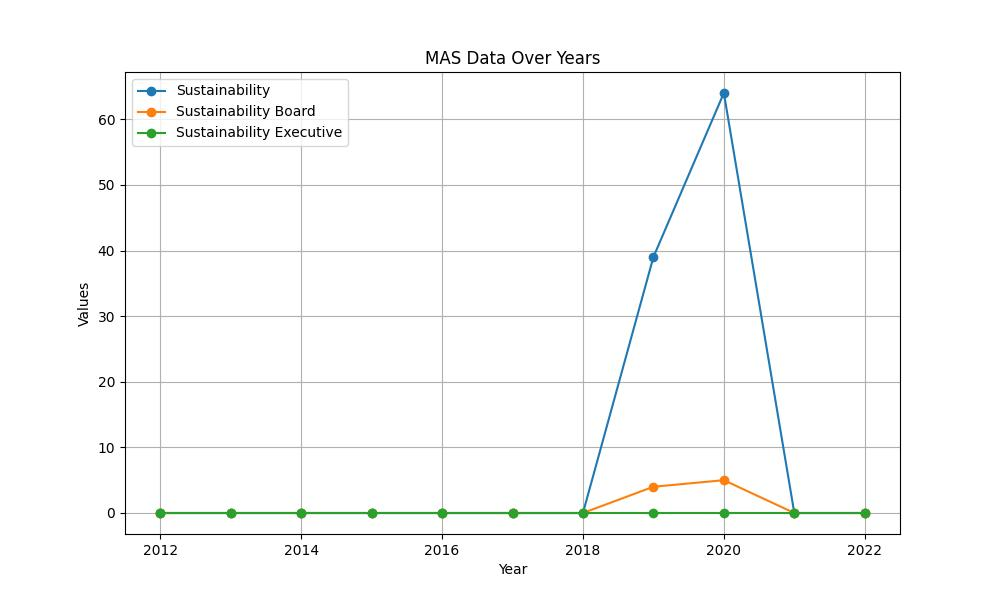 MAS Data Over Years
Sustainability
Sustainability Board
Sustainability Executive
Values
60
50
40
30
20
10
0
2012 2014 2016 2018 2020 2022
Year